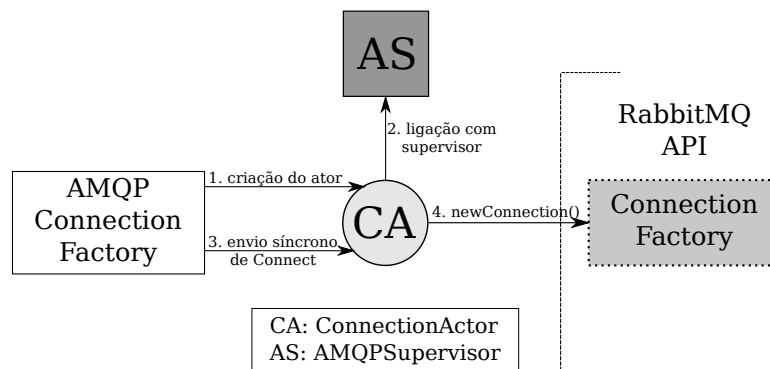 AS
2. ligação com
supervisor
RabbitMQ
API
AMQP
Connection
Factory
1. criação do ator
3. envio síncrono
de Connect
CA
4. newConnection()
Connection
Factory
CA: ConnectionActor
AS: AMQPSupervisor